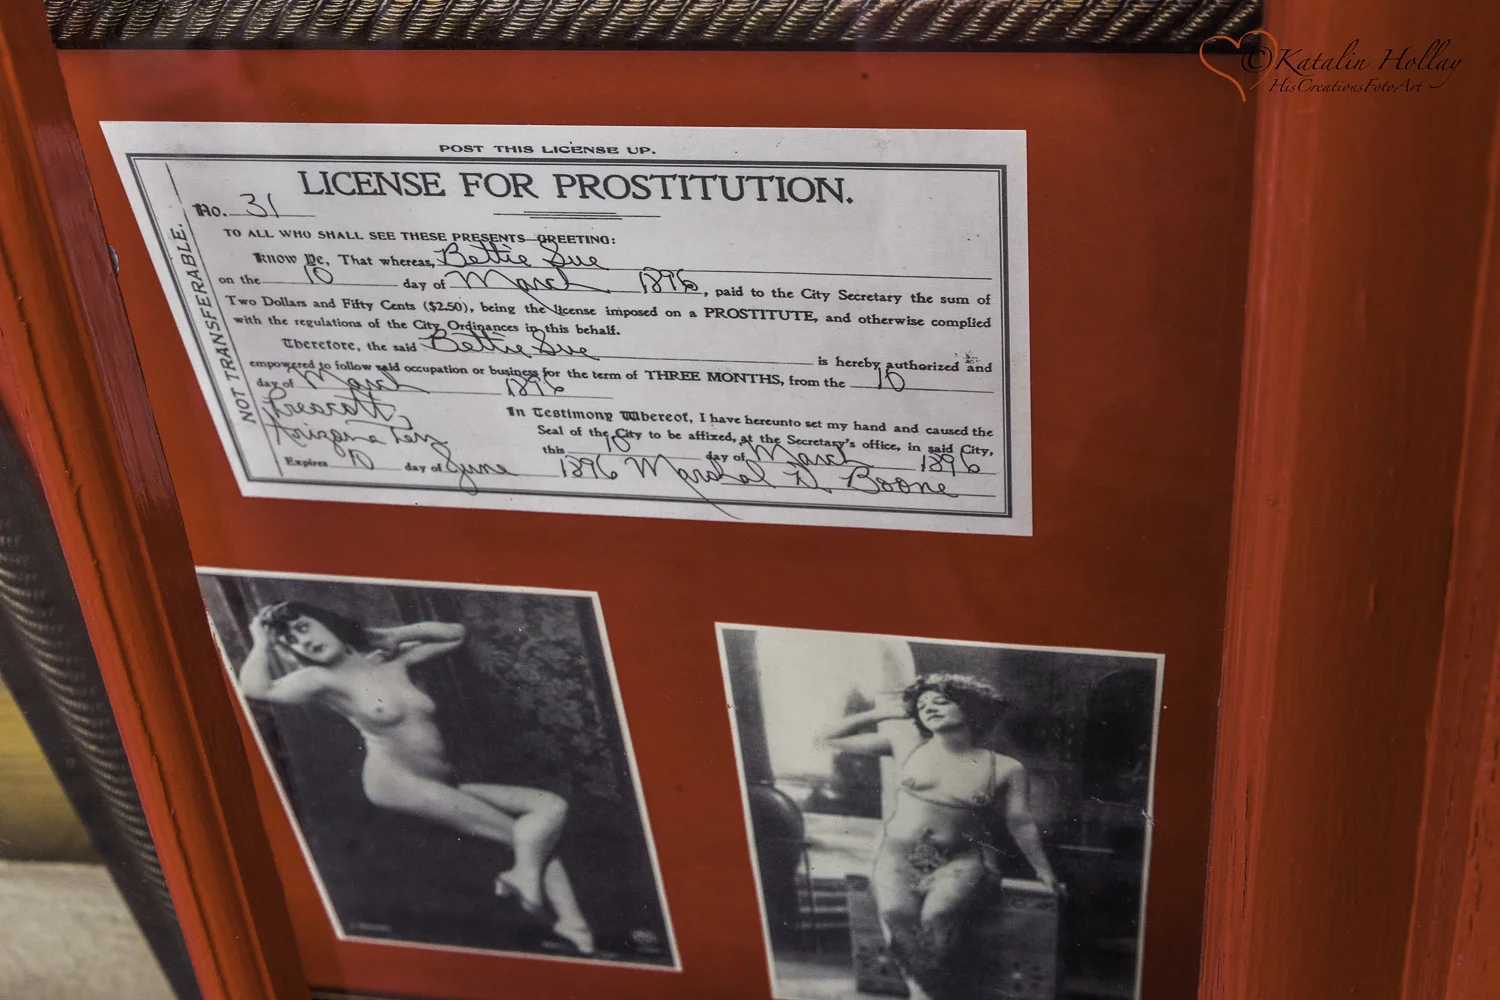 ©Katalin Hollay
HisCreationsFotoArt
POST THIS LICENSE UP.
LICENSE FOR PROSTITUTION.
No. 31
NOT TRANSFERABLE.
TO ALL WHO SHALL SEE THESE PRESENTS GREETING:
Know Ye, That whereas, Bettie Sue
on the 10 day of March 1896, paid to the City Secretary the sum of
Two Dollars and Fifty Cents ($2.50), being the license imposed on a PROSTITUTE, and otherwise complied
with the regulations of the City Ordinances in this behalf.
Therefore, the said Bettie Sue is hereby authorized and
empowered to follow said occupation or business for the term of THREE MONTHS, from the 10
day of March 1896
Prescott,
Arizona Terr
In Testimony Whereof, I have hereunto set my hand and caused the
Seal of the City to be affixed, at the Secretary's office, in said City,
this 10 day of March 1896
Expires 10 day of June 1896 Marshal D. Boone